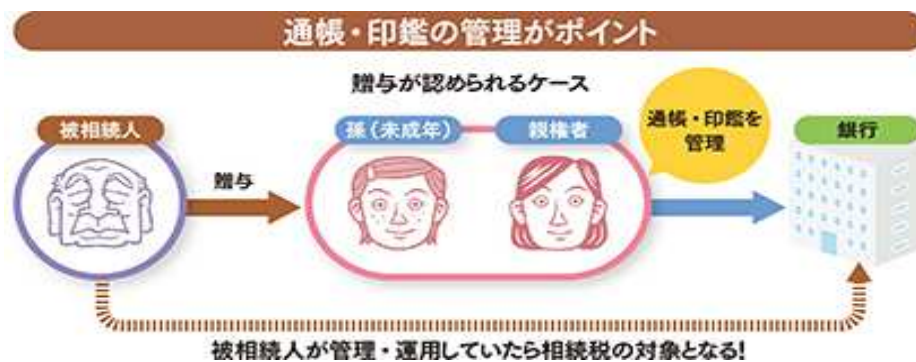 通帳・印鑑の管理がポイント
贈与が認められるケース
被相続人
孫(未成年)
親権者
通帳・印鑑を
管理
銀行
贈与
被相続人が管理・運用していたら相続税の対象となる!